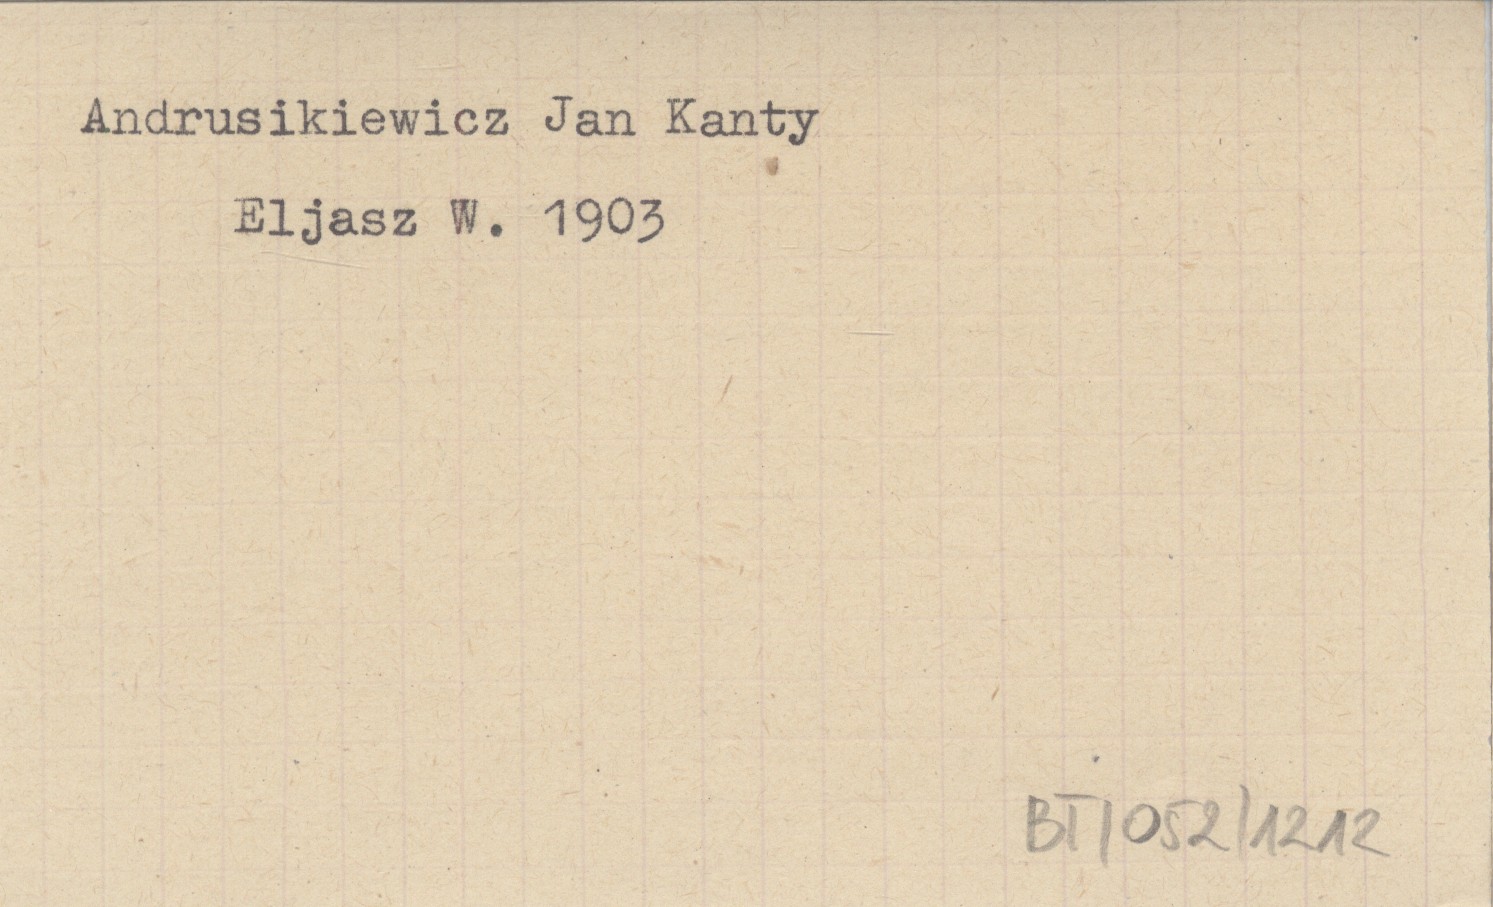 Andrusikiewicz Jan Kanty
Eljasz W. 1903
BT/052/1212